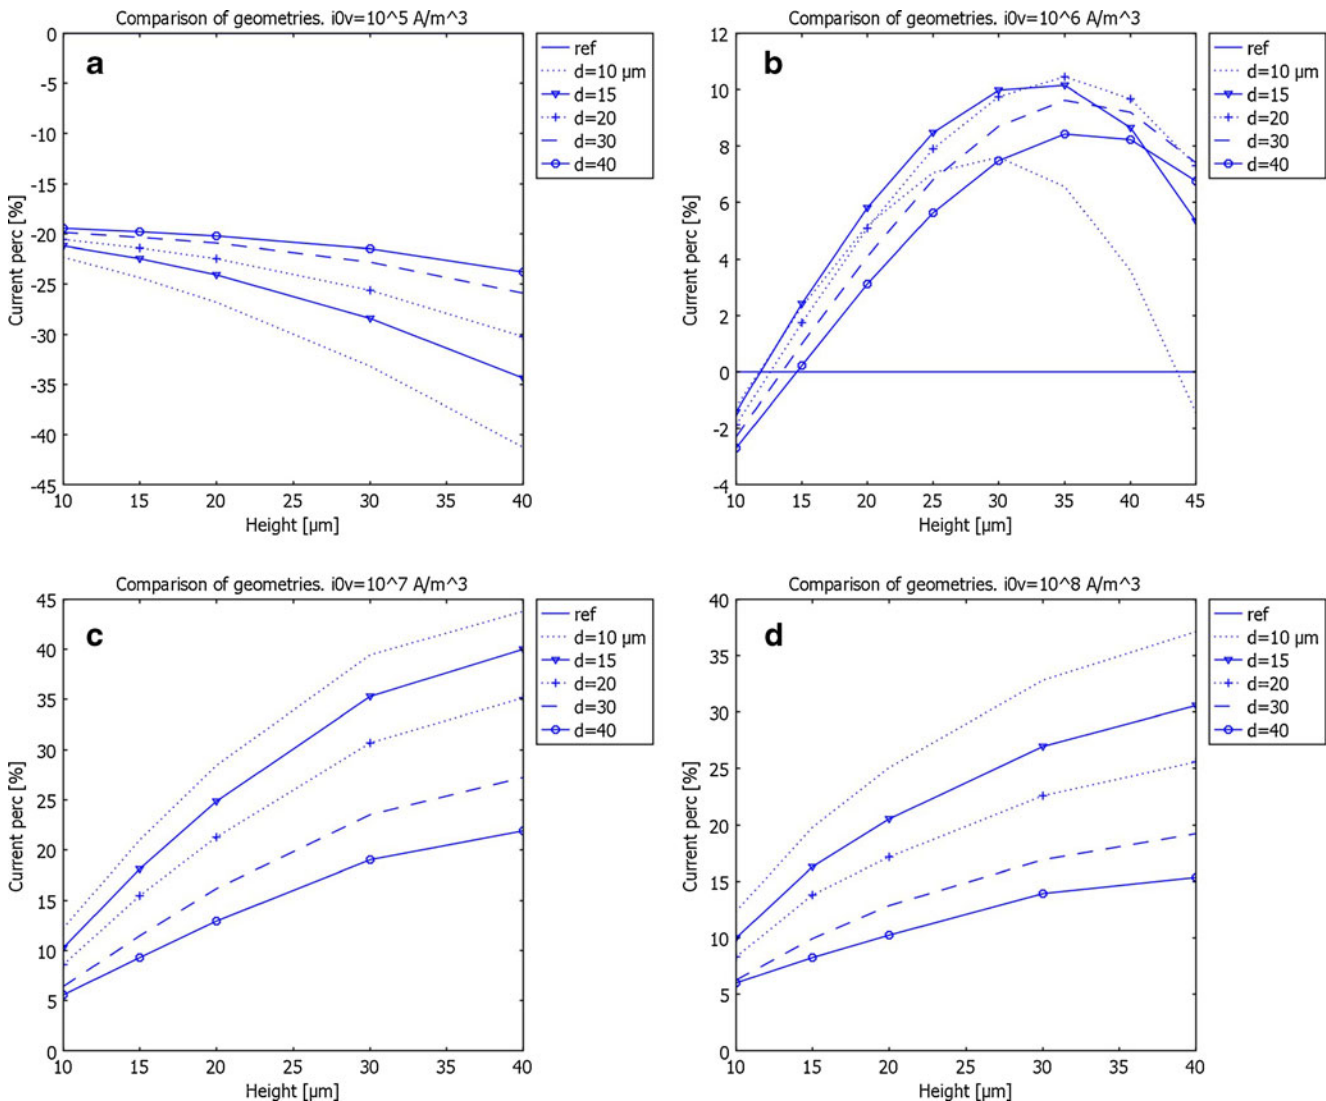 Comparison of geometries. i0v=10^5 A/m^3
a
0
-5
-10
-15
-20
-25
-30
-35
-40
-45
Current perc [%]
10 15 20 25 30 35 40
Height [µm]
ref
d=10 µm
d=15
d=20
d=30
d=40
Comparison of geometries. i0v=10^6 A/m^3
b
12
10
8
6
4
2
0
-2
-4
Current perc [%]
10 15 20 25 30 35 40 45
Height [µm]
ref
d=10 µm
d=15
d=20
d=30
d=40
Comparison of geometries. i0v=10^7 A/m^3
c
45
40
35
30
25
20
15
10
5
0
Current perc [%]
10 15 20 25 30 35 40
Height [µm]
ref
d=10 µm
d=15
d=20
d=30
d=40
Comparison of geometries. i0v=10^8 A/m^3
d
40
35
30
25
20
15
10
5
0
Current perc [%]
10 15 20 25 30 35 40
Height [µm]
ref
d=10 µm
d=15
d=20
d=30
d=40